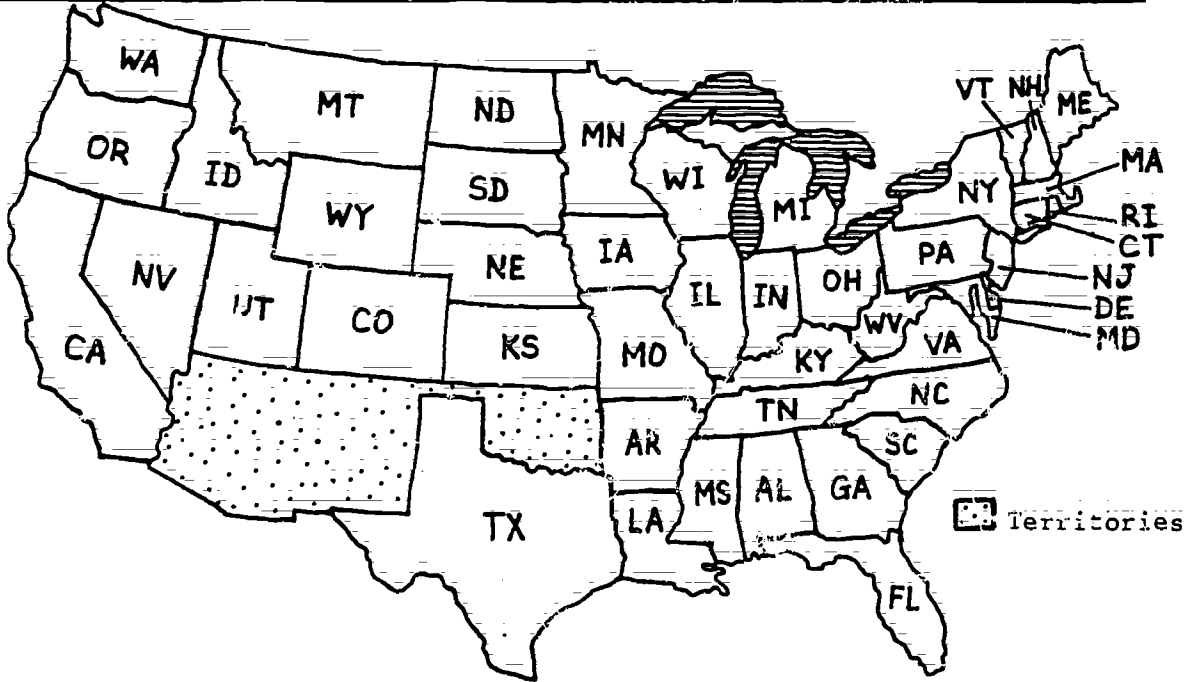 WA
MT
ND
MN
VT
NH
ME
OR
ID
WY
SD
WI
MI
NY
MA
RI
CT
NV
UT
CO
NE
IA
IL
IN
OH
PA
NJ
DE
MD
CA
KS
MO
KY
WV
VA
TN
NC
AR
SC
MS
AL
GA
TX
LA
FL
Territories